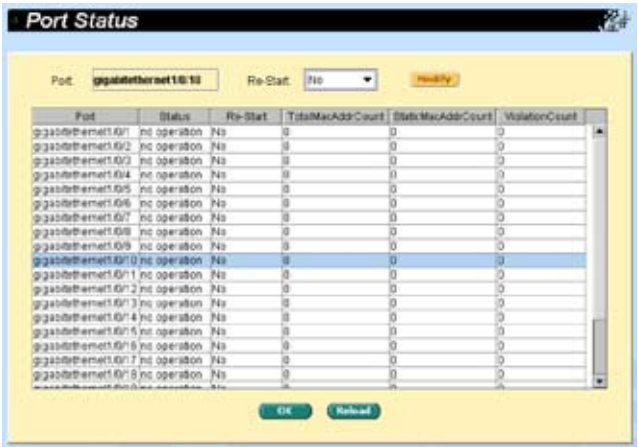 Port Status
Port: gigabitethernet1/0/10 Re-Start: No Modify
Port Status Re-Start TotalMacAddrCount StaticMacAddrCount ViolationCount
gigabitethernet1/0/1 no operation No 0 0 0
gigabitethernet1/0/2 no operation No 0 0 0
gigabitethernet1/0/3 no operation No 0 0 0
gigabitethernet1/0/4 no operation No 0 0 0
gigabitethernet1/0/5 no operation No 0 0 0
gigabitethernet1/0/6 no operation No 0 0 0
gigabitethernet1/0/7 no operation No 0 0 0
gigabitethernet1/0/8 no operation No 0 0 0
gigabitethernet1/0/9 no operation No 0 0 0
gigabitethernet1/0/10 no operation No 0 0 0
gigabitethernet1/0/11 no operation No 0 0 0
gigabitethernet1/0/12 no operation No 0 0 0
gigabitethernet1/0/13 no operation No 0 0 0
gigabitethernet1/0/14 no operation No 0 0 0
gigabitethernet1/0/15 no operation No 0 0 0
gigabitethernet1/0/16 no operation No 0 0 0
gigabitethernet1/0/17 no operation No 0 0 0
gigabitethernet1/0/18 no operation No 0 0 0
OK Reload